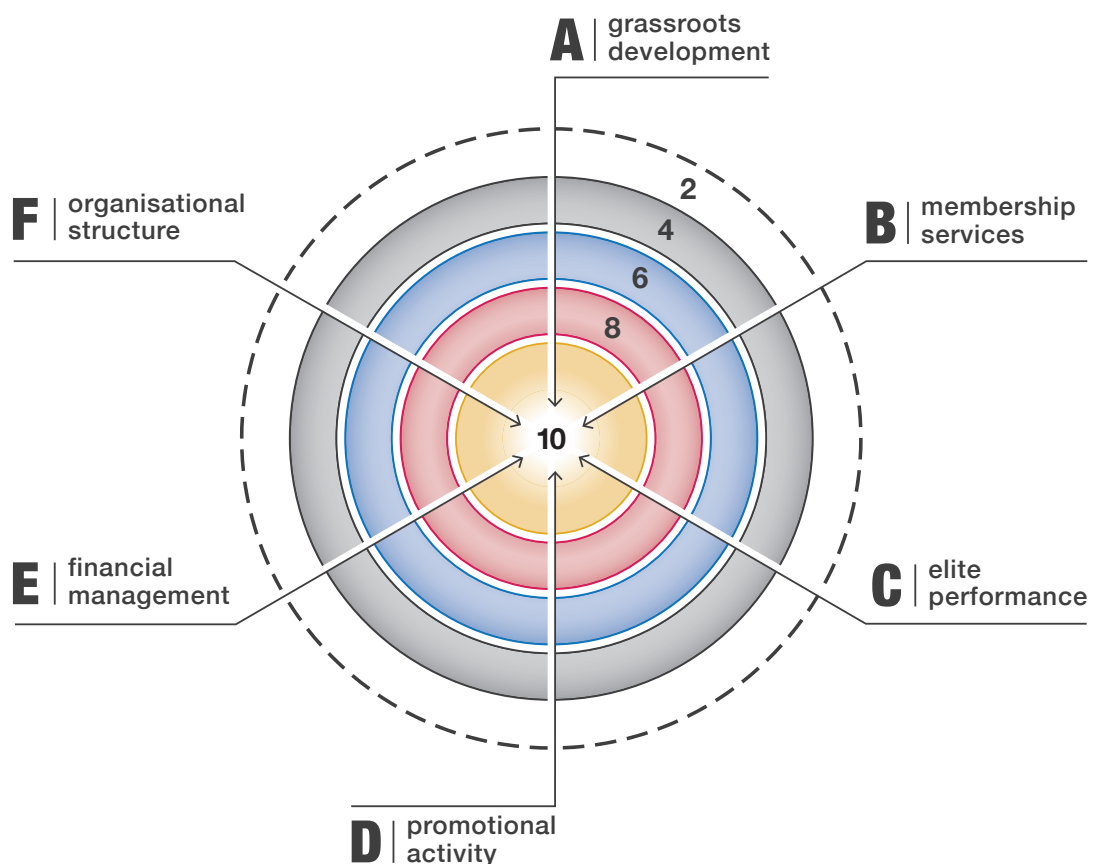 A | grassroots
development
2
F | organisational
structure
4
B | membership
services
6
8
10
E | financial
management
C | elite
performance
D | promotional
activity